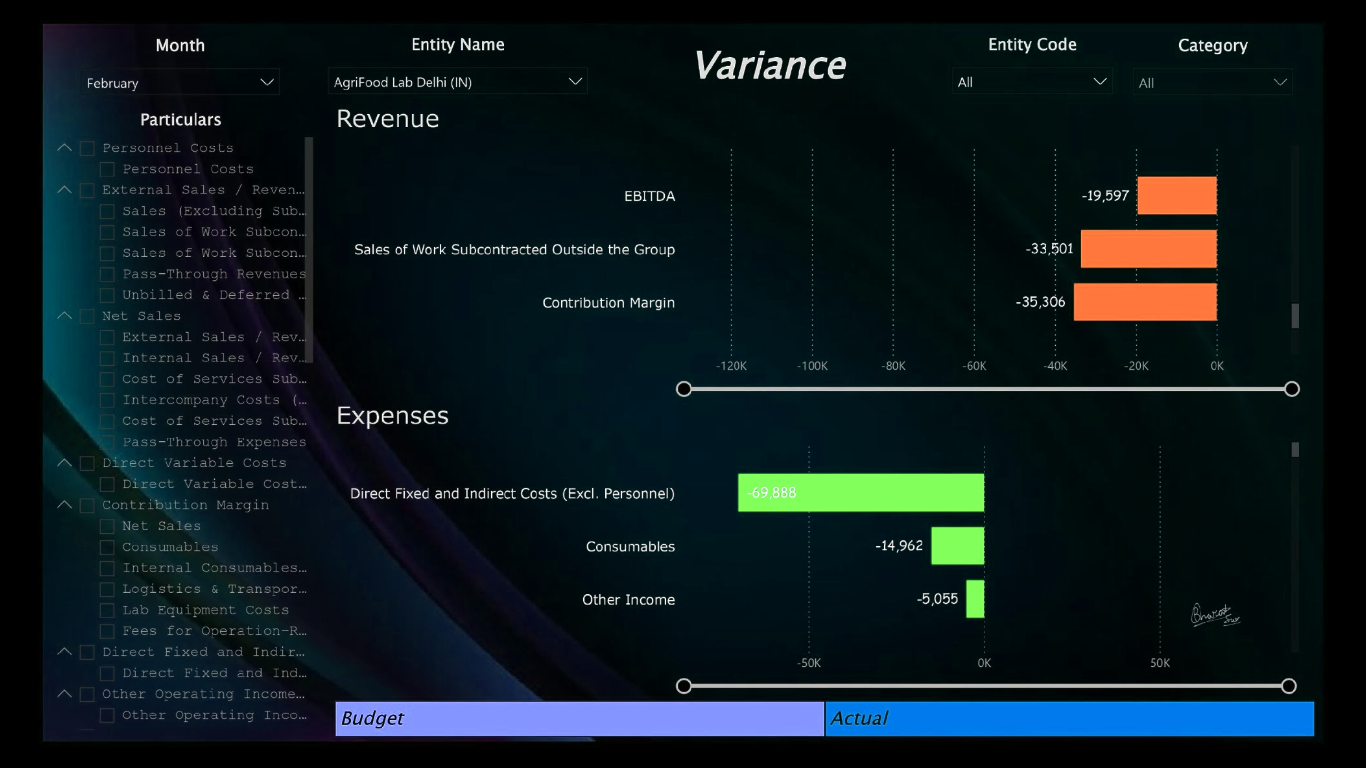 Month
Entity Name
Variance
Entity Code
Category
February
AgriFood Lab Delhi (IN)
All
All
Particulars
Personnel Costs
Personnel Costs
External Sales / Reven…
Sales (Excluding Sub…
Sales of Work Subcon…
Sales of Work Subcon…
Pass-Through Revenues
Unbilled & Deferred …
Net Sales
External Sales / Rev…
Internal Sales / Rev…
Cost of Services Sub…
Intercompany Costs (…
Cost of Services Sub…
Pass-Through Expenses
Direct Variable Costs
Direct Variable Cost…
Contribution Margin
Net Sales
Consumables
Internal Consumables…
Logistics & Transpor…
Lab Equipment Costs
Fees for Operation-R…
Direct Fixed and Indir…
Direct Fixed and Ind…
Other Operating Income…
Other Operating Inco…
Revenue
EBITDA -19,597
Sales of Work Subcontracted Outside the Group -33,501
Contribution Margin -35,306
-120K -100K -80K -60K -40K -20K 0K
Expenses
Direct Fixed and Indirect Costs (Excl. Personnel) -69,888
Consumables -14,962
Other Income -5,055
-50K 0K 50K
Budget
Actual